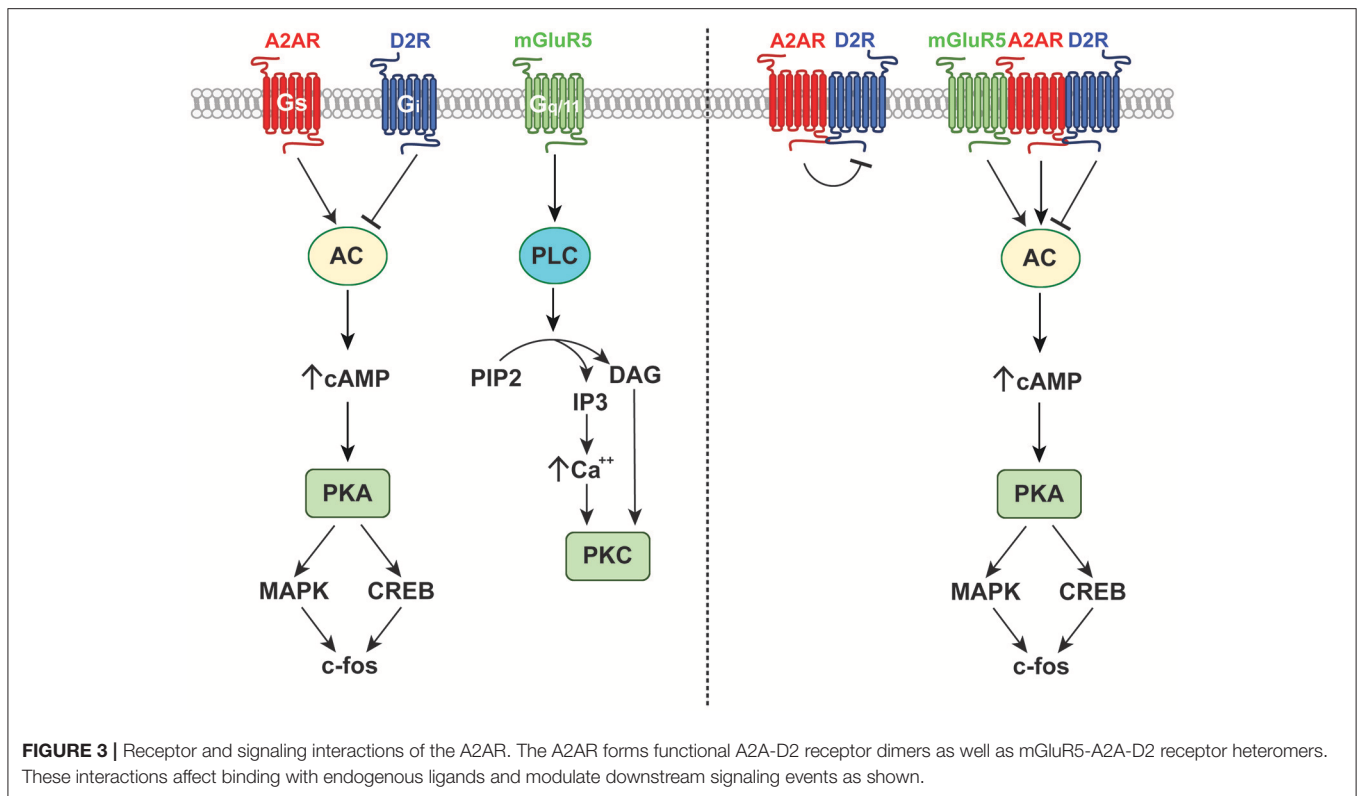 A2AR D2R mGluR5 A2AR D2R mGluR5 A2AR D2R
Gs Gi Gq/11
AC PLC AC
↑cAMP PIP2 DAG ↑cAMP
IP3
↑Ca++
PKA PKA
PKC
MAPK CREB MAPK CREB
c-fos c-fos
FIGURE 3 | Receptor and signaling interactions of the A2AR. The A2AR forms functional A2A-D2 receptor dimers as well as mGluR5-A2A-D2 receptor heteromers.
These interactions affect binding with endogenous ligands and modulate downstream signaling events as shown.